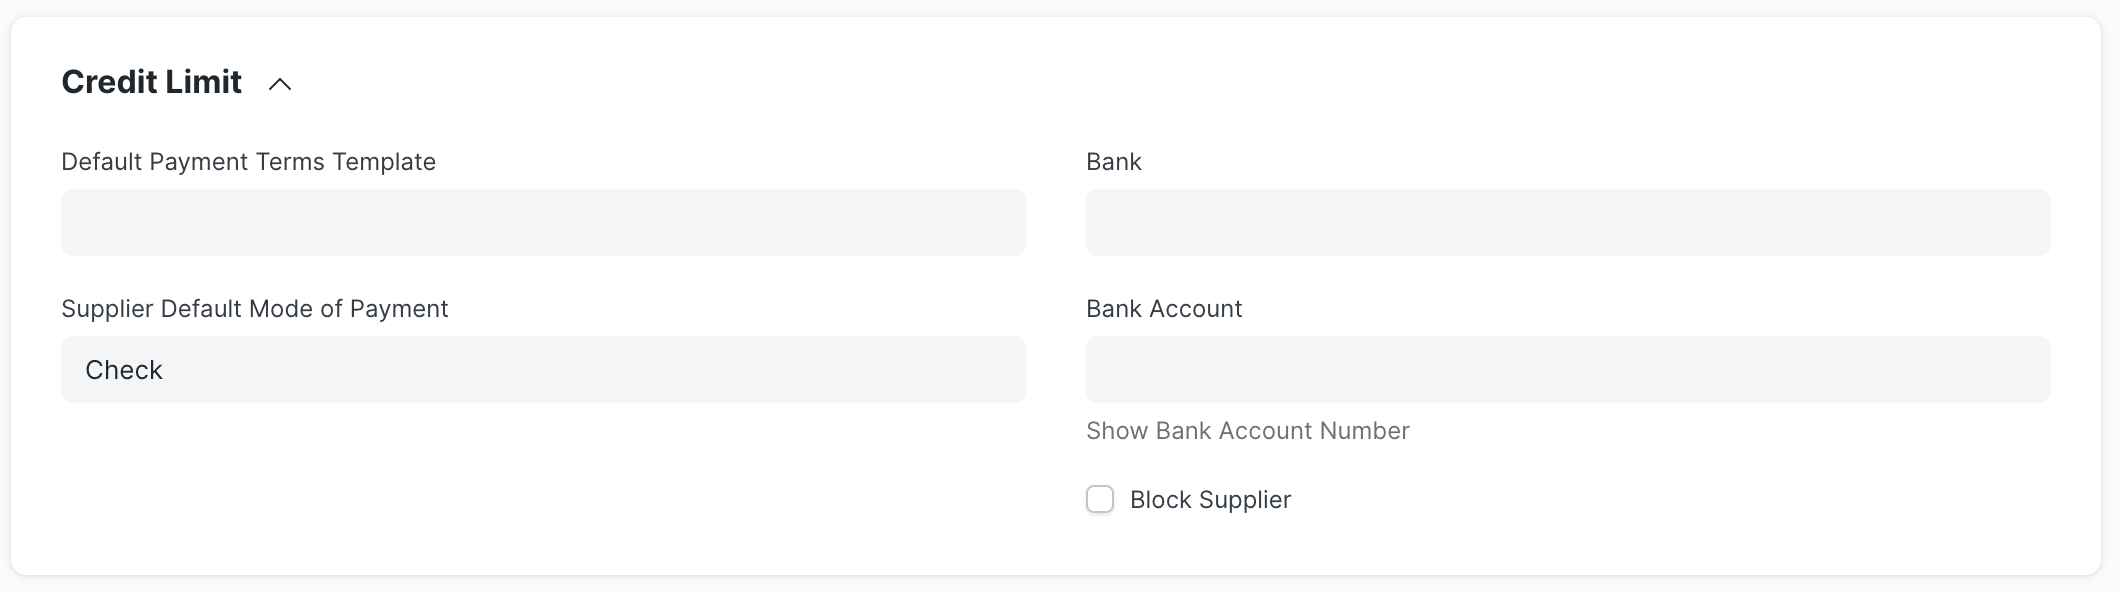 Credit Limit
Default Payment Terms Template
Supplier Default Mode of Payment
Check
Bank
Bank Account
Show Bank Account Number
Block Supplier